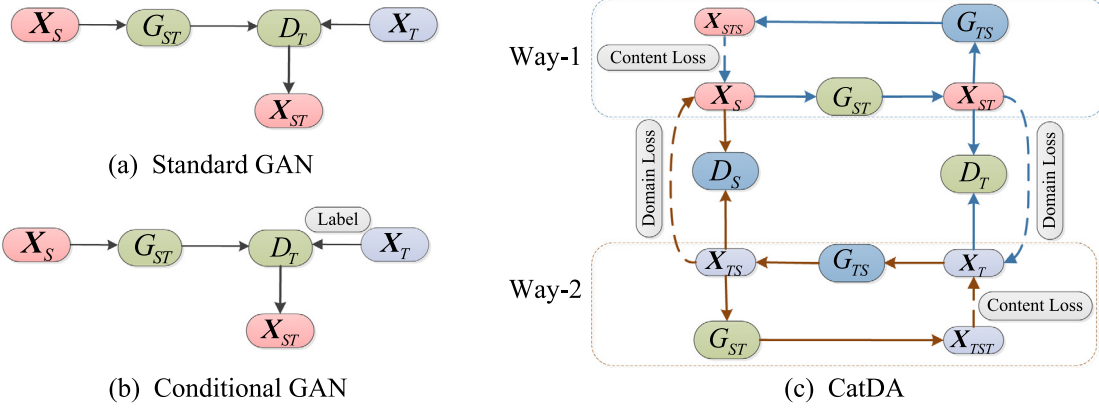 X_S G_ST D_T X_T
X_ST
(a) Standard GAN
Label
X_S G_ST D_T X_T
X_ST
(b) Conditional GAN
Way-1
X_STS G_TS
Content Loss
X_S G_ST X_ST
Domain Loss
D_S D_T
Domain Loss
Way-2
X_TS G_TS X_T
Content Loss
G_ST X_TST
(c) CatDA